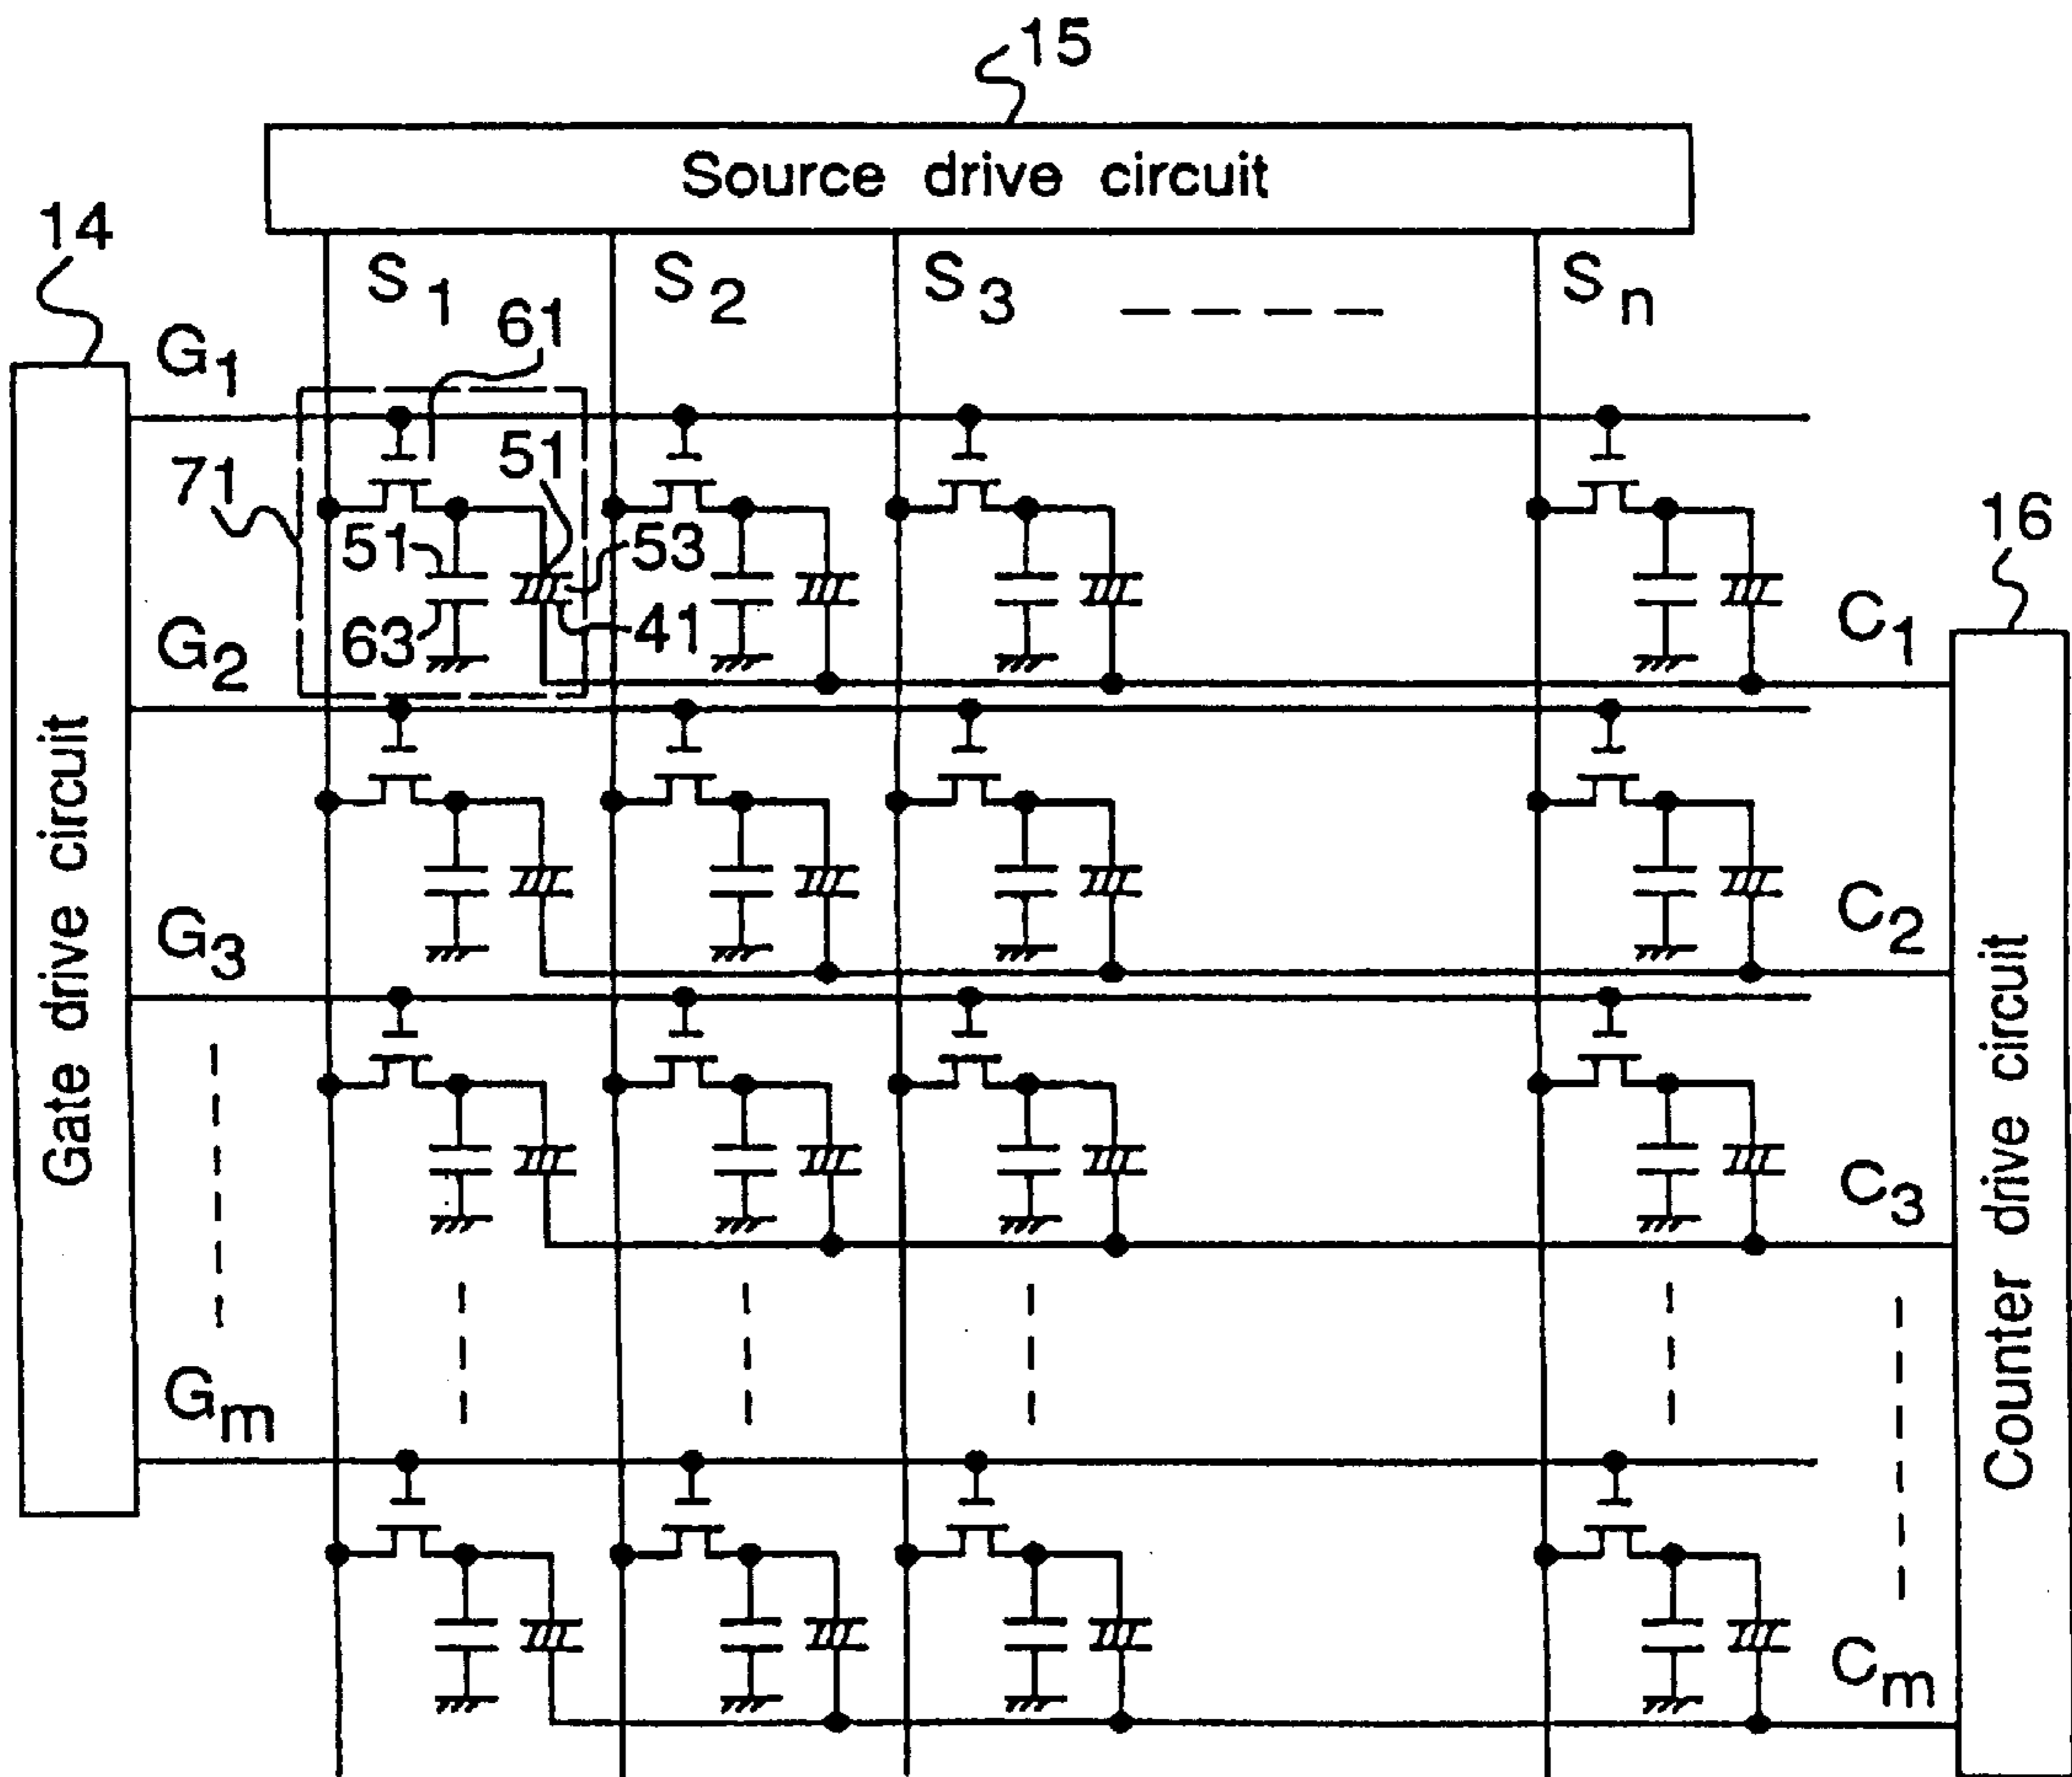 15
Source drive circuit
14
S1 S2 S3 Sn
61
G1
51
71
16
51 53
63 41
C1
G2
Gate drive circuit
C2
G3
Counter drive circuit
C3
Gm
Cm